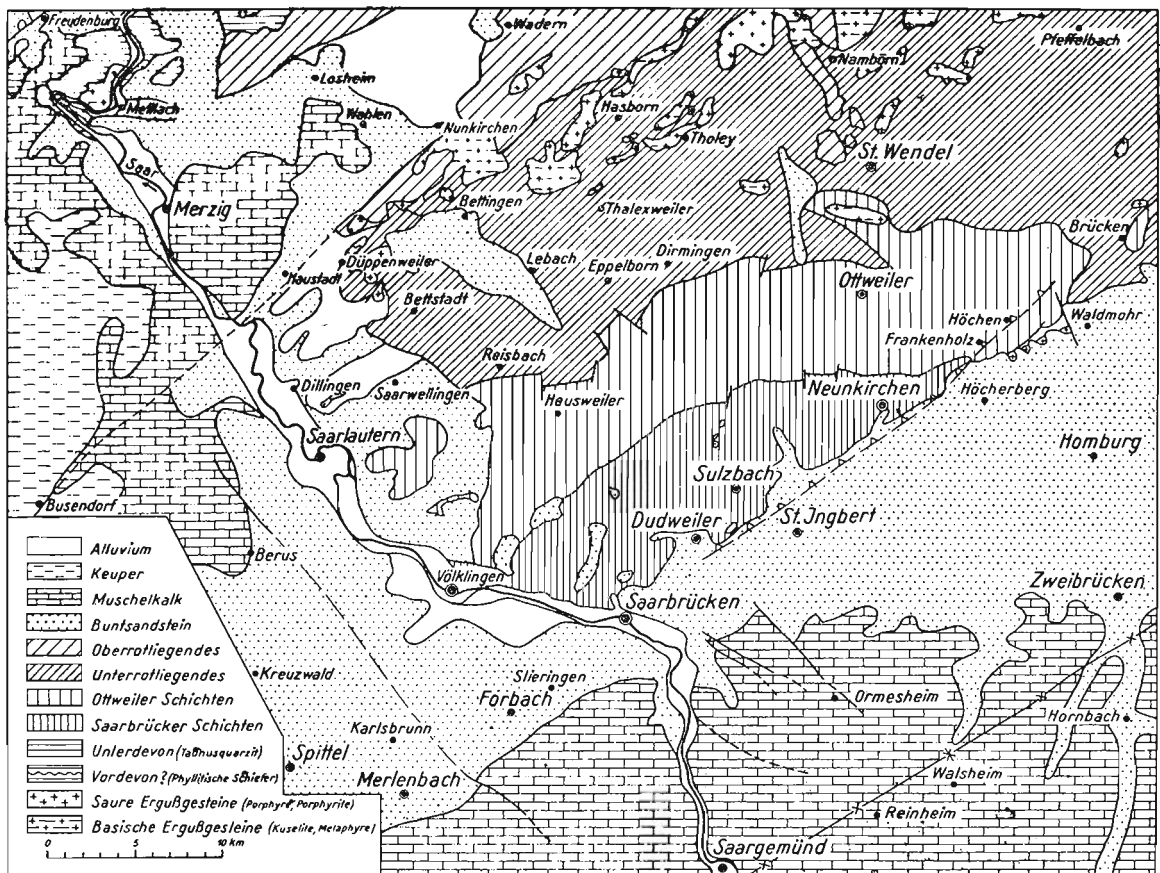 Freudenburg
Wadern
Pfeffelbach
Losheim
Namborn
Mettlach
Wahlen
Hasborn
Nunkirchen
Tholey
St. Wendel
Saar
Merzig
Bettingen
Thalexweiler
Brücken
Düppenweiler
Lebach
Dirmingen
Haustadt
Eppelborn
Ottweiler
Bettstadt
Höchen
Waldmohr
Frankenholz
Reisbach
Dillingen
Saarwellingen
Neunkirchen
Höcherberg
Hausweiler
Saarlautern
Homburg
Sulzbach
Busendorf
St. Ingbert
Dudweiler
Berus
Völklingen
Zweibrücken
Saarbrücken
Kreuzwald
Slieringen
Forbach
Ormesheim
Hornbach
Karlsbrunn
Spittel
Merlenbach
Walsheim
Reinheim
Saargemünd
Alluvium
Keuper
Muschelkalk
Buntsandstein
Oberrotliegendes
Unterrotliegendes
Ottweiler Schichten
Saarbrücker Schichten
Unterdevon (Taunusquarzit)
Vordevon? (Phyllitische Schiefer)
Saure Ergußgesteine (Porphyre, Porphyrite)
Basische Ergußgesteine (Kuselite, Melaphyre)
0 5 10 km